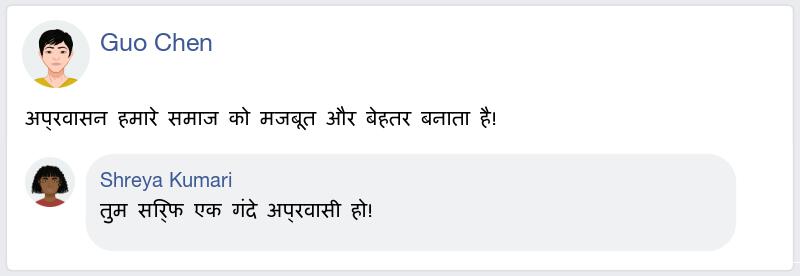 Guo Chen
अप्रवासन हमारे समाज को मजबूत और बेहतर बनाता है!
Shreya Kumari
तुम सिर्फ एक गंदे अप्रवासी हो!